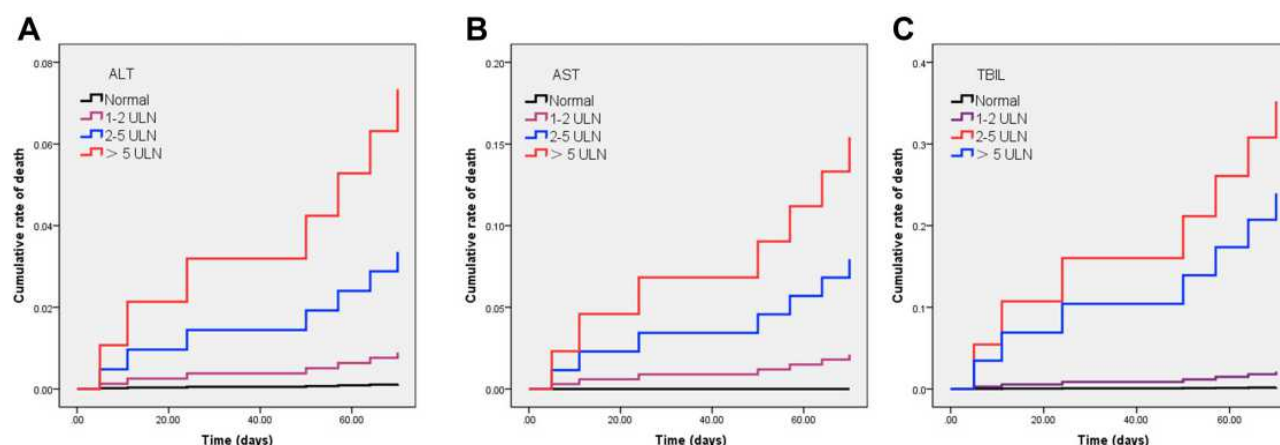 A
Cumulative rate of death
0.08
0.06
0.04
0.02
0.00
ALT
Normal
1-2 ULN
2-5 ULN
> 5 ULN
.00 20.00 40.00 60.00
Time (days)
B
Cumulative rate of death
0.20
0.15
0.10
0.05
0.00
AST
Normal
1-2 ULN
2-5 ULN
> 5 ULN
.00 20.00 40.00 60.00
Time (days)
C
Cumulative rate of death
0.3
0.2
0.1
0.0
TBIL
Normal
1-2 ULN
2-5 ULN
> 5 ULN
.00 20.00 40.00 60.00
Time (days)